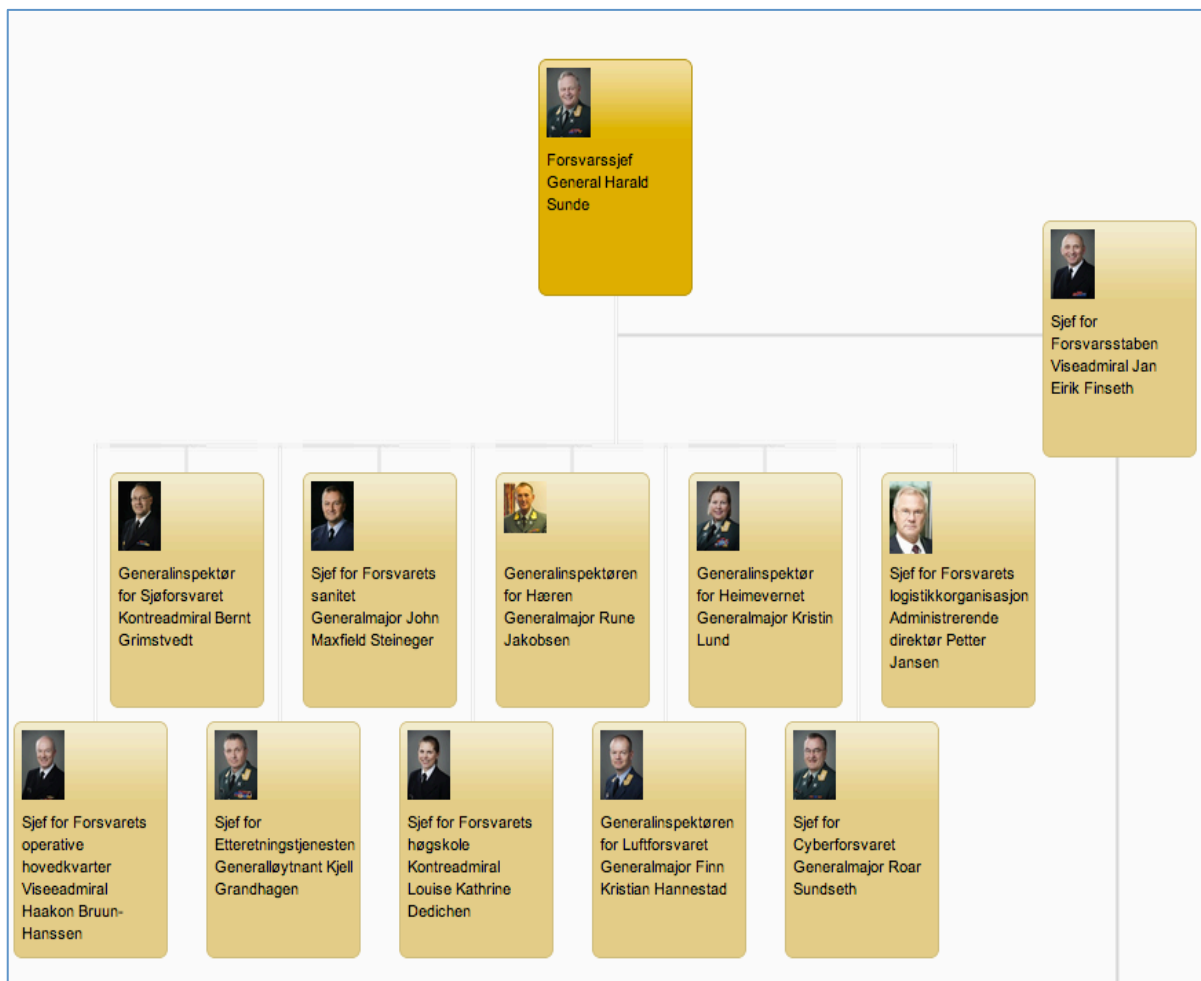 Forsvarssjef
General Harald
Sunde
Sjef for
Forsvarsstaben
Viseadmiral Jan
Eirik Finseth
Generalinspektør
for Sjøforsvaret
Kontreadmiral Bernt
Grimstvedt
Sjef for Forsvarets
sanitet
Generalmajor John
Maxfield Steineger
Generalinspektøren
for Hæren
Generalmajor Rune
Jakobsen
Generalinspektør
for Heimevernet
Generalmajor Kristin
Lund
Sjef for Forsvarets
logistikkorganisasjon
Administrerende
direktør Petter
Jansen
Sjef for Forsvarets
operative
hovedkvarter
Viseeadmiral
Haakon Bruun-
Hanssen
Sjef for
Etteretningstjenesten
Generalløytnant Kjell
Grandhagen
Sjef for Forsvarets
høgskole
Kontreadmiral
Louise Kathrine
Dedichen
Generalinspektøren
for Luftforsvaret
Generalmajor Finn
Kristian Hannestad
Sjef for
Cyberforsvaret
Generalmajor Roar
Sundseth